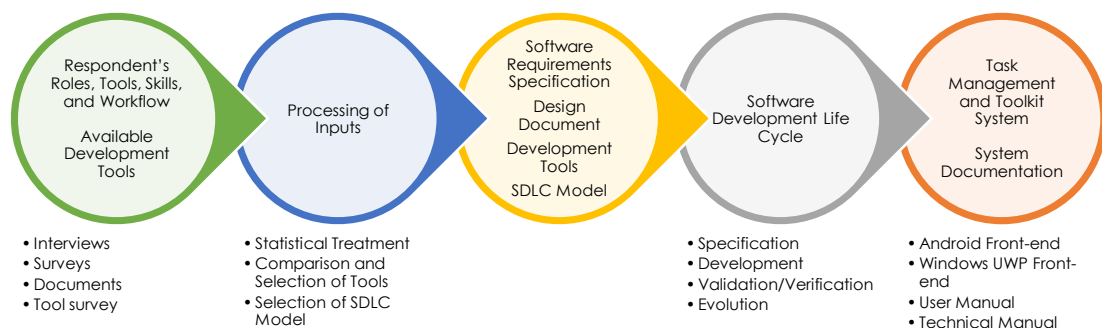 Respondent's
Roles, Tools, Skills,
and Workflow
Available
Development
Tools
• Interviews
• Surveys
• Documents
• Tool survey
Processing of
Inputs
• Statistical Treatment
• Comparison and
Selection of Tools
• Selection of SDLC
Model
Software
Requirements
Specification
Design
Document
Development
Tools
SDLC Model
Software
Development Life
Cycle
• Specification
• Development
• Validation/Verification
• Evolution
Task
Management
and Toolkit
System
System
Documentation
• Android Front-end
• Windows UWP Front-
end
• User Manual
• Technical Manual